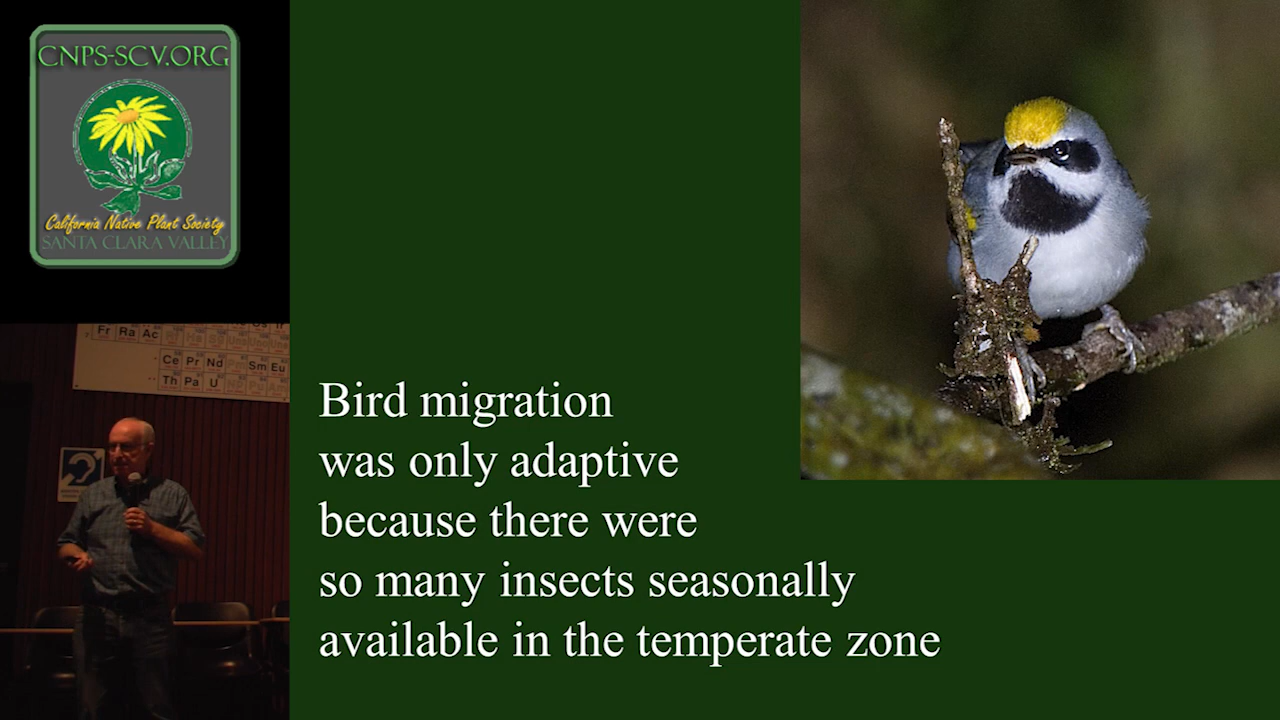 CNPS-SCV.ORG
California Native Plant Society
SANTA CLARA VALLEY
Fr Ra Ac
Ce Pr Nd Sm Eu
Th Pa U
Bird migration
was only adaptive
because there were
so many insects seasonally
available in the temperate zone